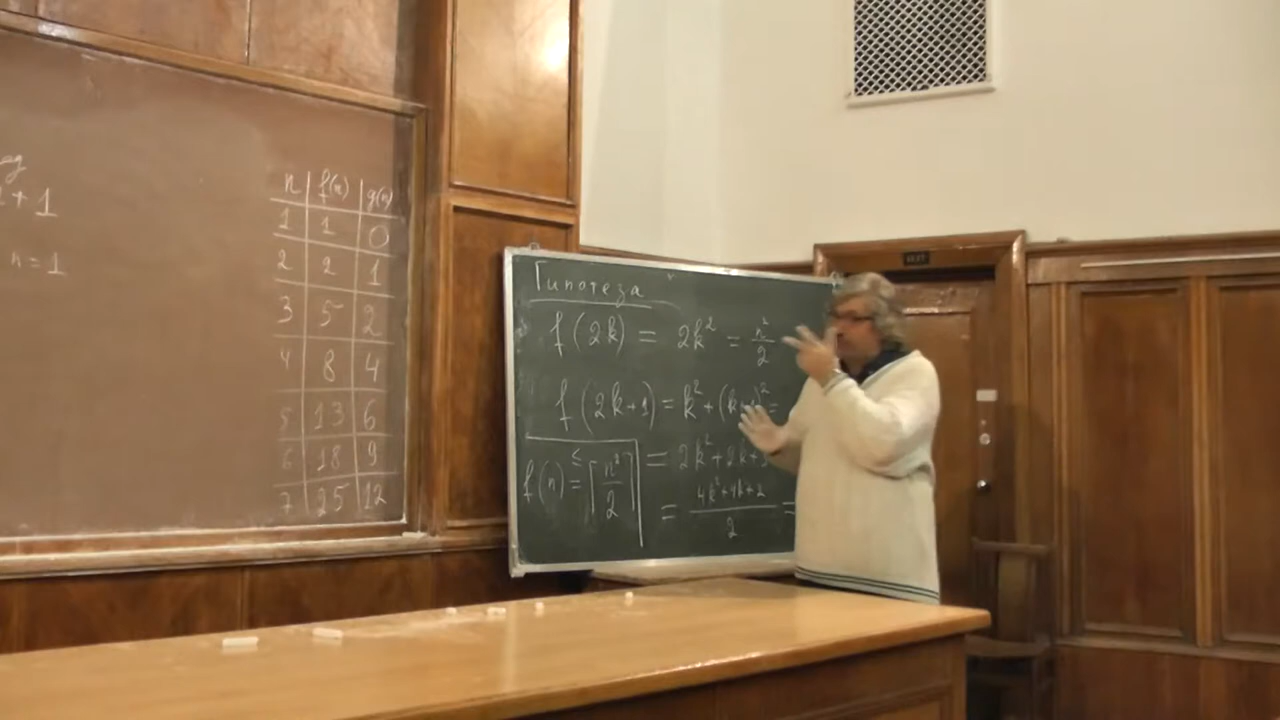 + 1
n = 1
n | f(n) | g(n)
1 | 1 | 0
2 | 2 | 1
3 | 5 | 2
4 | 8 | 4
5 | 13 | 6
6 | 18 | 9
7 | 25 | 12
Гипотеза
f(2k) = 2k² = n²/2
f(2k+1) = k² + (k+1)² =
= 2k² + 2k + 1
= (4k² + 4k + 2)/2 =
f(n) ≤= ⌈n²/2⌉